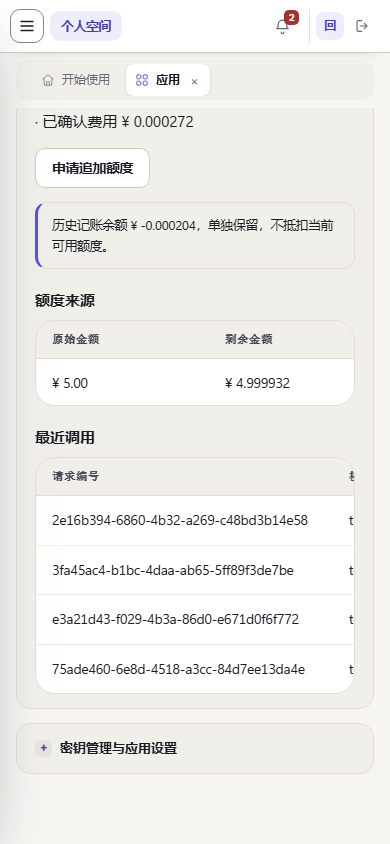 个人空间
2
回
开始使用
应用
×
· 已确认费用 ¥ 0.000272
申请追加额度
历史记账余额 ¥ -0.000204，单独保留，不抵扣当前
可用额度。
额度来源
原始金额 剩余金额
¥ 5.00 ¥ 4.999932
最近调用
请求编号
2e16b394-6860-4b32-a269-c48bd3b14e58 t
3fa45ac4-b1bc-4daa-ab65-5ff89f3de7be t
e3a21d43-f029-4b3a-86d0-e671d0f6f772 t
75ade460-6e8d-4518-a3cc-84d7ee13da4e t
+ 密钥管理与应用设置